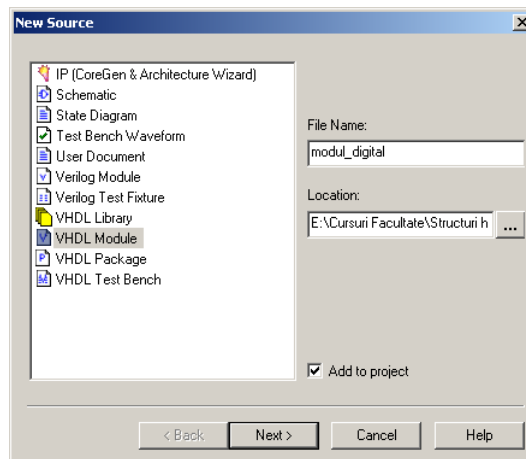 New Source
IP (CoreGen & Architecture Wizard)
Schematic
State Diagram
Test Bench Waveform
User Document
Verilog Module
Verilog Test Fixture
VHDL Library
VHDL Module
VHDL Package
VHDL Test Bench
File Name:
modul_digital
Location:
E:\Cursuri Facultate\Structuri h
...
Add to project
< Back
Next >
Cancel
Help